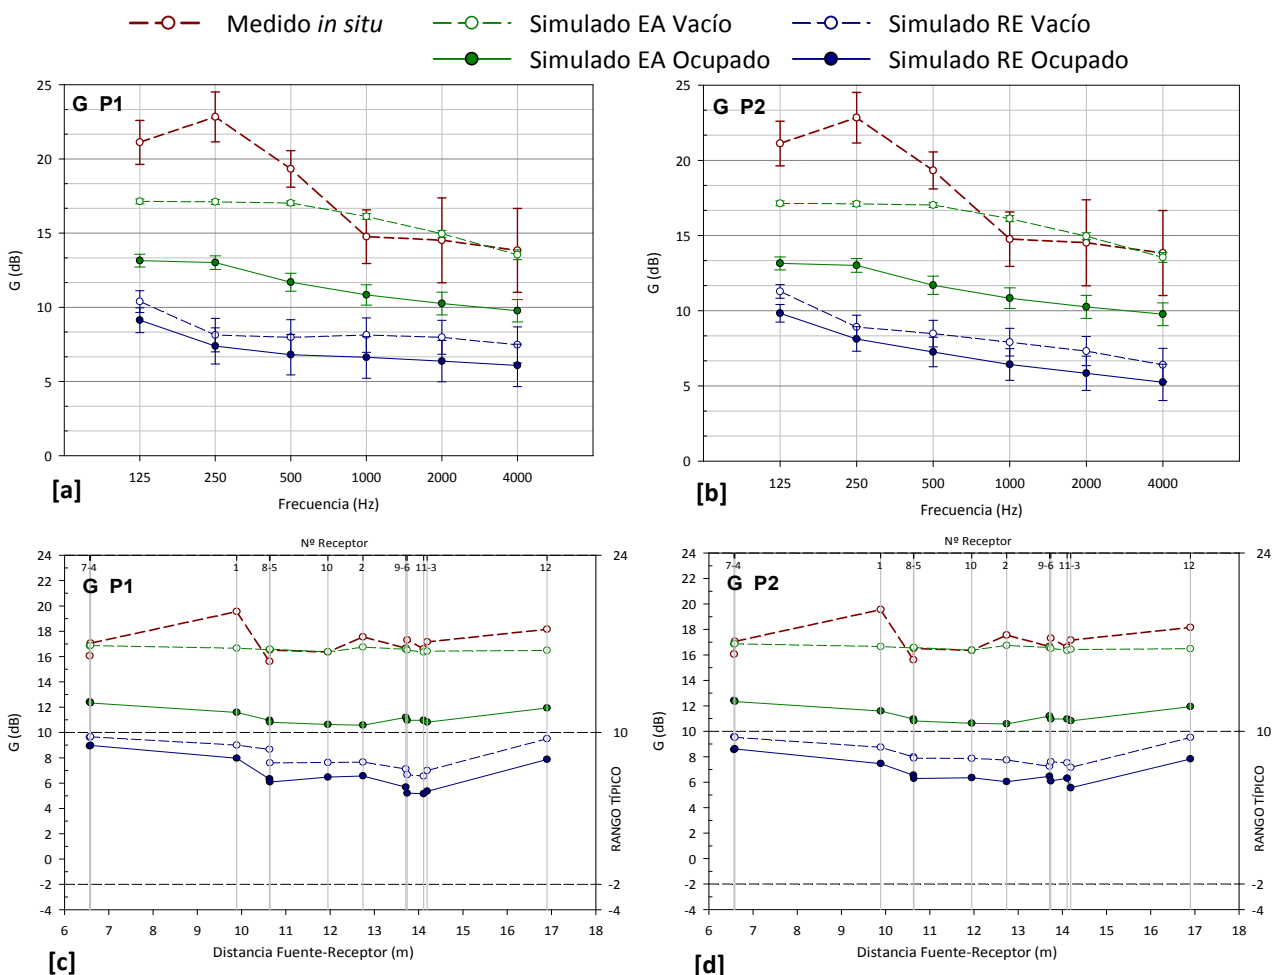 Medido in situ
Simulado EA Vacío
Simulado RE Vacío
Simulado EA Ocupado
Simulado RE Ocupado
G P1
25
20
15
10
5
0
G (dB)
125 250 500 1000 2000 4000
Frecuencia (Hz)
[a]
G P2
25
20
15
10
5
0
G (dB)
125 250 500 1000 2000 4000
Frecuencia (Hz)
[b]
Nº Receptor
7-4 1 8-5 10 2 9-6 11-3 12
G P1
24
22
20
18
16
14
12
10
8
6
4
2
0
-2
-4
G (dB)
24
10
-2
-4
RANGO TÍPICO
6 7 8 9 10 11 12 13 14 15 16 17 18
Distancia Fuente-Receptor (m)
[c]
Nº Receptor
7-4 1 8-5 10 2 9-6 11-3 12
G P2
24
22
20
18
16
14
12
10
8
6
4
2
0
-2
-4
G (dB)
24
10
-2
-4
RANGO TÍPICO
6 7 8 9 10 11 12 13 14 15 16 17 18
Distancia Fuente-Receptor (m)
[d]